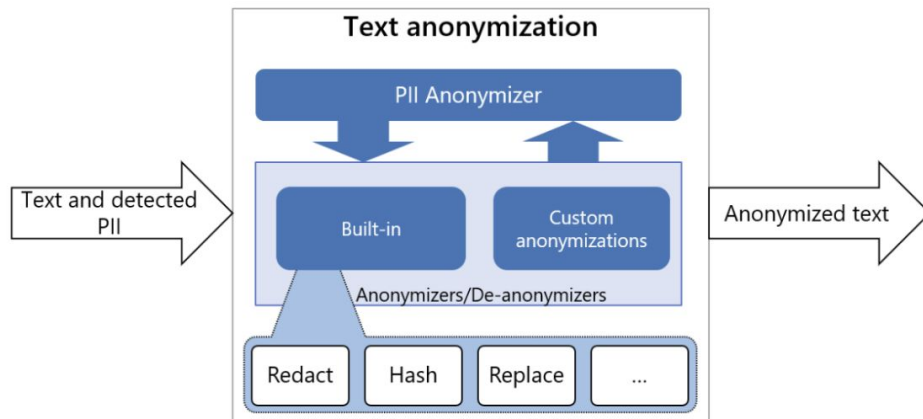 Text anonymization
PII Anonymizer
Text and detected
PII
Built-in
Custom
anonymizations
Anonymizers/De-anonymizers
Anonymized text
Redact
Hash
Replace
...